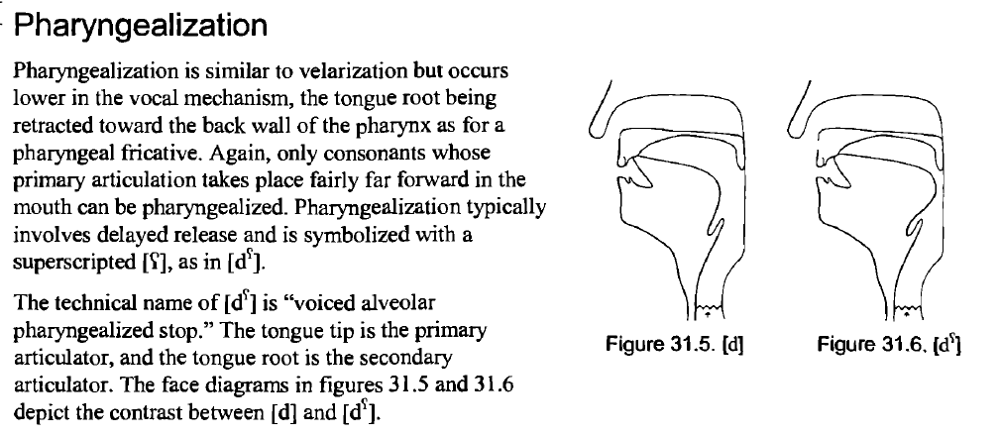 Pharyngealization
Pharyngealization is similar to velarization but occurs
lower in the vocal mechanism, the tongue root being
retracted toward the back wall of the pharynx as for a
pharyngeal fricative. Again, only consonants whose
primary articulation takes place fairly far forward in the
mouth can be pharyngealized. Pharyngealization typically
involves delayed release and is symbolized with a
superscripted [ʕ], as in [dˤ].
The technical name of [dˤ] is “voiced alveolar
pharyngealized stop.” The tongue tip is the primary
articulator, and the tongue root is the secondary
articulator. The face diagrams in figures 31.5 and 31.6
depict the contrast between [d] and [dˤ].
Figure 31.5. [d]
Figure 31.6. [dˤ]